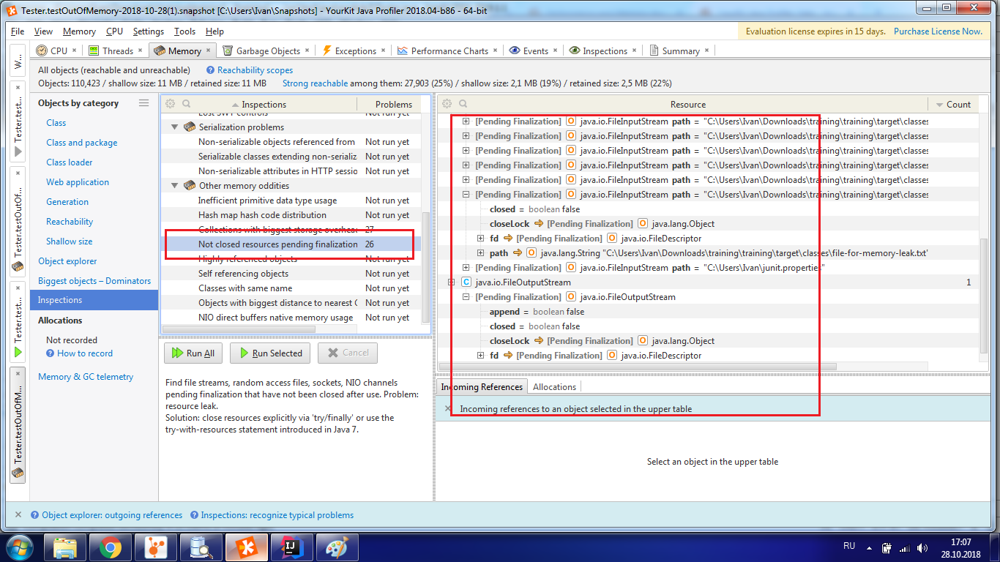 Tester.testOutOfMemory-2018-10-28(1).snapshot [C:\Users\Ivan\Snapshots] - YourKit Java Profiler 2018.04-b86 - 64-bit
File View Memory CPU Settings Tools Help
Evaluation license expires in 15 days. Purchase License Now.
CPU Threads Memory Garbage Objects Exceptions Performance Charts Events Inspections Summary
W...
Tester.test...
Tester.testOutOf...
Tester.test...
Tester.testOutOfM...
All objects (reachable and unreachable) Reachability scopes
Objects: 110,423 / shallow size: 11 MB / retained size: 11 MB Strong reachable among them: 27,903 (25%) / shallow size: 2,1 MB (19%) / retained size: 2,5 MB (22%)
Objects by category
Class
Class and package
Class loader
Web application
Generation
Reachability
Shallow size
Object explorer
Biggest objects – Dominators
Inspections
Allocations
Not recorded
How to record
Memory & GC telemetry
Inspections Problems
Lost SWT controls Not run yet
Serialization problems
Non-serializable objects referenced from Not run yet
Serializable classes extending non-serializa Not run yet
Non-serializable attributes in HTTP sessio Not run yet
Other memory oddities
Inefficient primitive data type usage Not run yet
Hash map hash code distribution Not run yet
Collections with biggest storage overhea 27
Not closed resources pending finalization 26
Highly referenced objects Not run yet
Self referencing objects Not run yet
Classes with same name Not run yet
Objects with biggest distance to nearest G Not run yet
NIO direct buffers native memory usage Not run yet
Run All Run Selected Cancel
Find file streams, random access files, sockets, NIO channels
pending finalization that have not been closed after use. Problem:
resource leak.
Solution: close resources explicitly via 'try/finally' or use the
try-with-resources statement introduced in Java 7.
Resource Count
[Pending Finalization] java.io.FileInputStream path = "C:\Users\Ivan\Downloads\training\training\target\classes
[Pending Finalization] java.io.FileInputStream path = "C:\Users\Ivan\Downloads\training\training\target\classes
[Pending Finalization] java.io.FileInputStream path = "C:\Users\Ivan\Downloads\training\training\target\classes
[Pending Finalization] java.io.FileInputStream path = "C:\Users\Ivan\Downloads\training\training\target\classes
[Pending Finalization] java.io.FileInputStream path = "C:\Users\Ivan\Downloads\training\training\target\classes
[Pending Finalization] java.io.FileInputStream path = "C:\Users\Ivan\Downloads\training\training\target\classes
closed = boolean false
closeLock [Pending Finalization] java.lang.Object
fd [Pending Finalization] java.io.FileDescriptor
path java.lang.String "C:\Users\Ivan\Downloads\training\training\target\classes\file-for-memory-leak.txt"
[Pending Finalization] java.io.FileInputStream path = "C:\Users\Ivan\junit.properties"
java.io.FileOutputStream 1
[Pending Finalization] java.io.FileOutputStream
append = boolean false
closed = boolean false
closeLock [Pending Finalization] java.lang.Object
fd [Pending Finalization] java.io.FileDescriptor
Incoming References Allocations
Incoming references to an object selected in the upper table
Select an object in the upper table
Object explorer: outgoing references Inspections: recognize typical problems
RU
17:07
28.10.2018